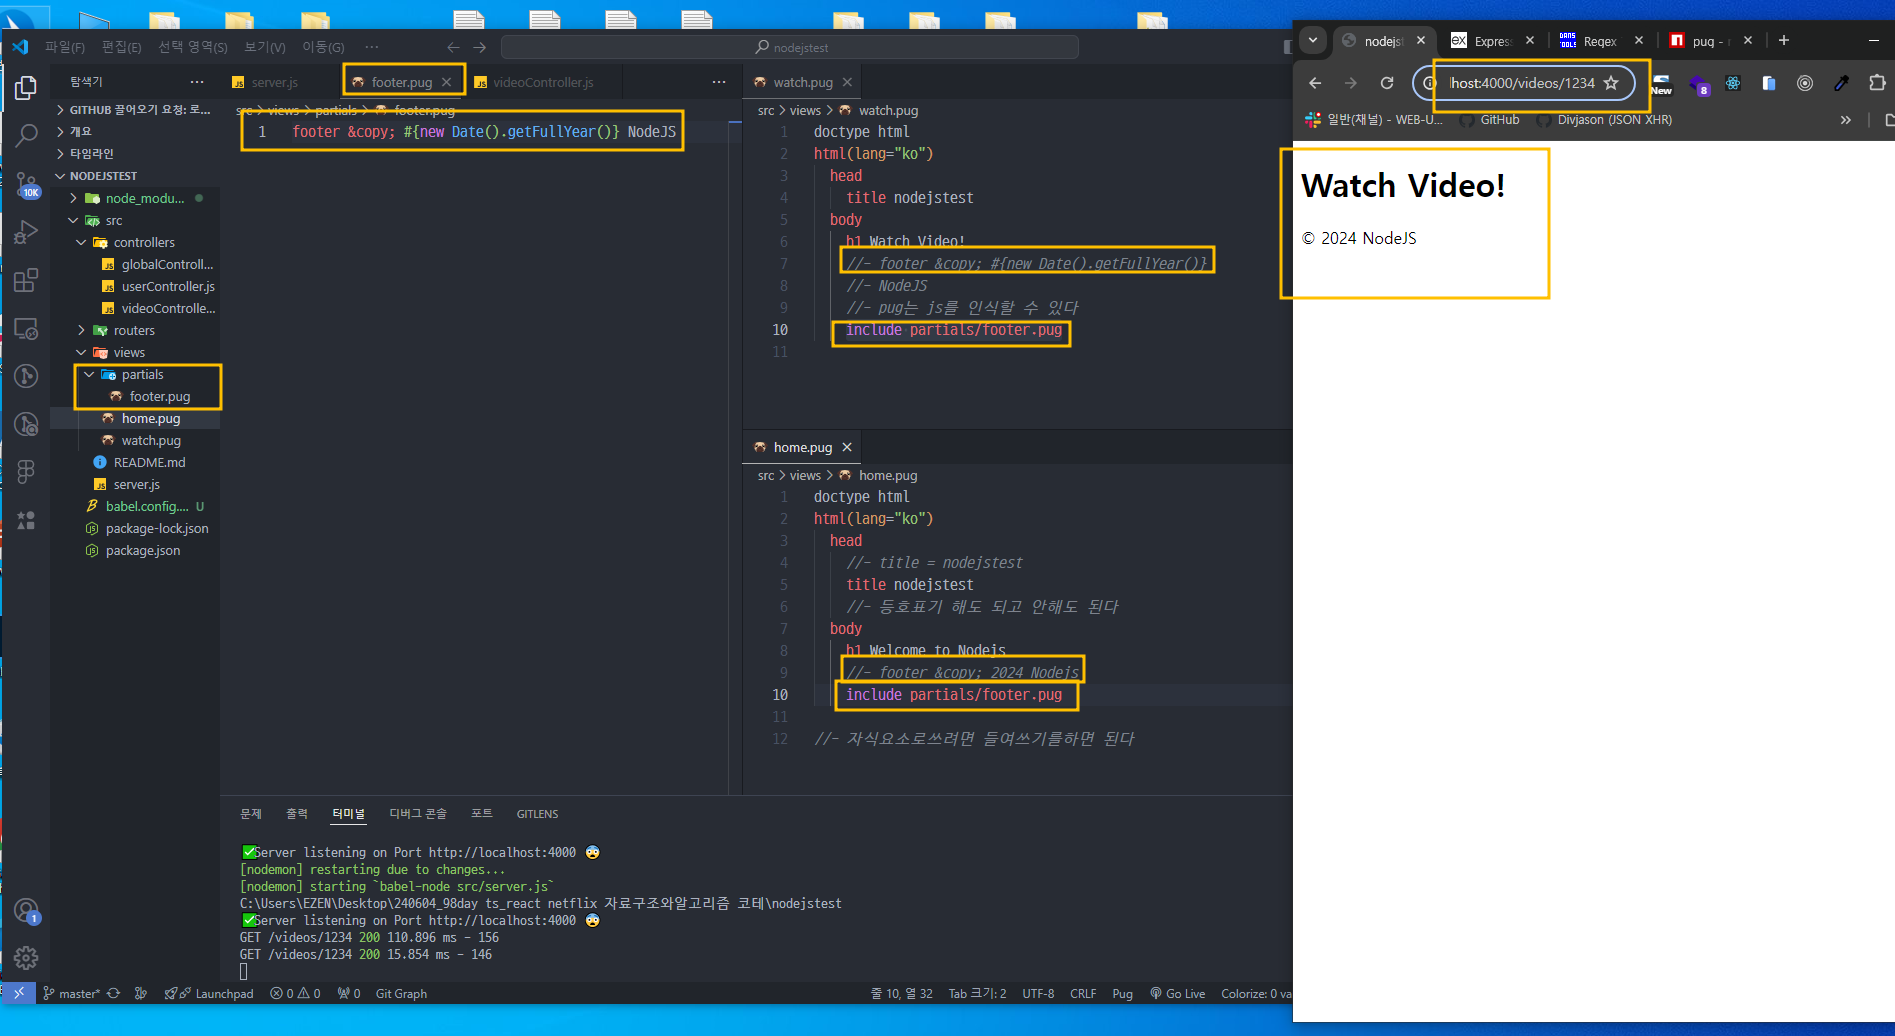 파일(F) 편집(E) 선택 영역(S) 보기(V) 이동(G) ··· nodejstest
탐색기 ···
GITHUB 끌어오기 요청: 로...
개요
타임라인
NODEJSTEST
node_modu...
src
controllers
globalControll...
userController.js
videoControlle...
routers
views
partials
footer.pug
home.pug
watch.pug
README.md
server.js
babel.config.... U
package-lock.json
package.json
10K
1
server.js footer.pug videoController.js ···
src > views > partials > footer.pug
1 footer &copy; #{new Date().getFullYear()} NodeJS
watch.pug
src > views > watch.pug
1 doctype html
2 html(lang="ko")
3 head
4 title nodejstest
5 body
6 h1 Watch Video!
7 //- footer &copy; #{new Date().getFullYear()}
8 //- NodeJS
9 //- pug는 js를 인식할 수 있다
10 include partials/footer.pug
11
home.pug
src > views > home.pug
1 doctype html
2 html(lang="ko")
3 head
4 //- title = nodejstest
5 title nodejstest
6 //- 등호표기 해도 되고 안해도 된다
7 body
8 h1 Welcome to Nodejs
9 //- footer &copy; 2024 Nodejs
10 include partials/footer.pug
11
12 //- 자식요소로쓰려면 들여쓰기를하면 된다
문제 출력 터미널 디버그 콘솔 포트 GITLENS
✅Server listening on Port http://localhost:4000 😨
[nodemon] restarting due to changes...
[nodemon] starting `babel-node src/server.js`
C:\Users\EZEN\Desktop\240604_98day ts_react netflix 자료구조와알고리즘 코테\nodejstest
✅Server listening on Port http://localhost:4000 😨
GET /videos/1234 200 110.896 ms - 156
GET /videos/1234 200 15.854 ms - 146
master* Launchpad 0 0 0 Git Graph 줄 10, 열 32 Tab 크기: 2 UTF-8 CRLF Pug Go Live Colorize: 0 va
nodejst Express Regex pug - n
lhost:4000/videos/1234 New 8
일반(채널) - WEB-U... GitHub Divjason (JSON XHR) »
Watch Video!
© 2024 NodeJS